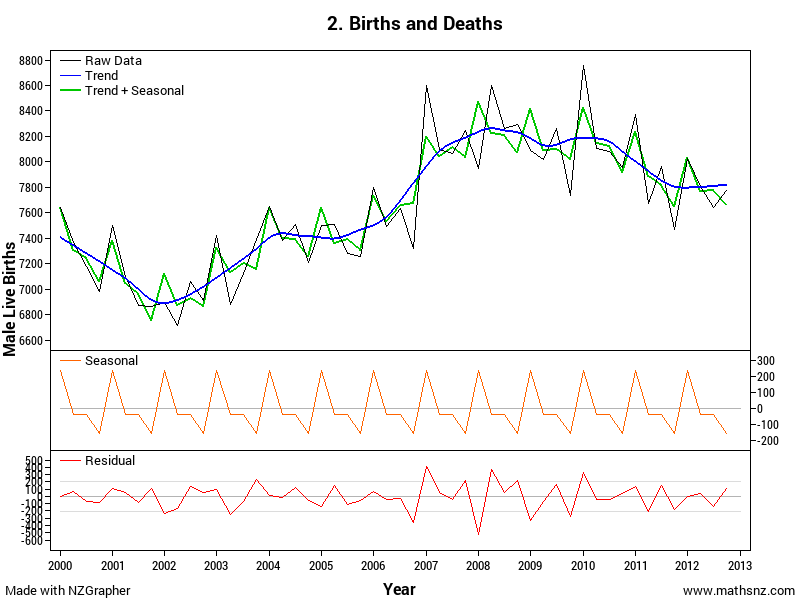 2. Births and Deaths
Raw Data
Trend
Trend + Seasonal
8800
8600
8400
8200
8000
7800
7600
7400
7200
7000
6800
6600
Male Live Births
Seasonal
300
200
100
0
-100
-200
Residual
500
400
300
200
100
0
-100
-200
-300
-400
-500
-600
2000 2001 2002 2003 2004 2005 2006 2007 2008 2009 2010 2011 2012 2013
Year
Made with NZGrapher
www.mathsnz.com